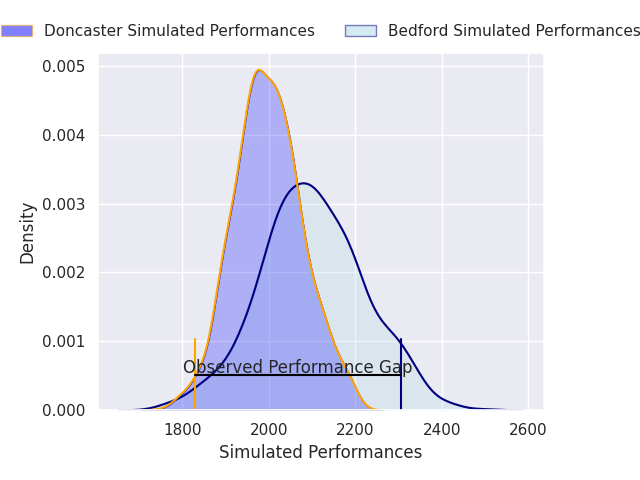 Doncaster Simulated Performances
Bedford Simulated Performances
0.005
0.004
0.003
0.002
0.001
0.000
Density
Observed Performance Gap
1800
2000
2200
2400
2600
Simulated Performances